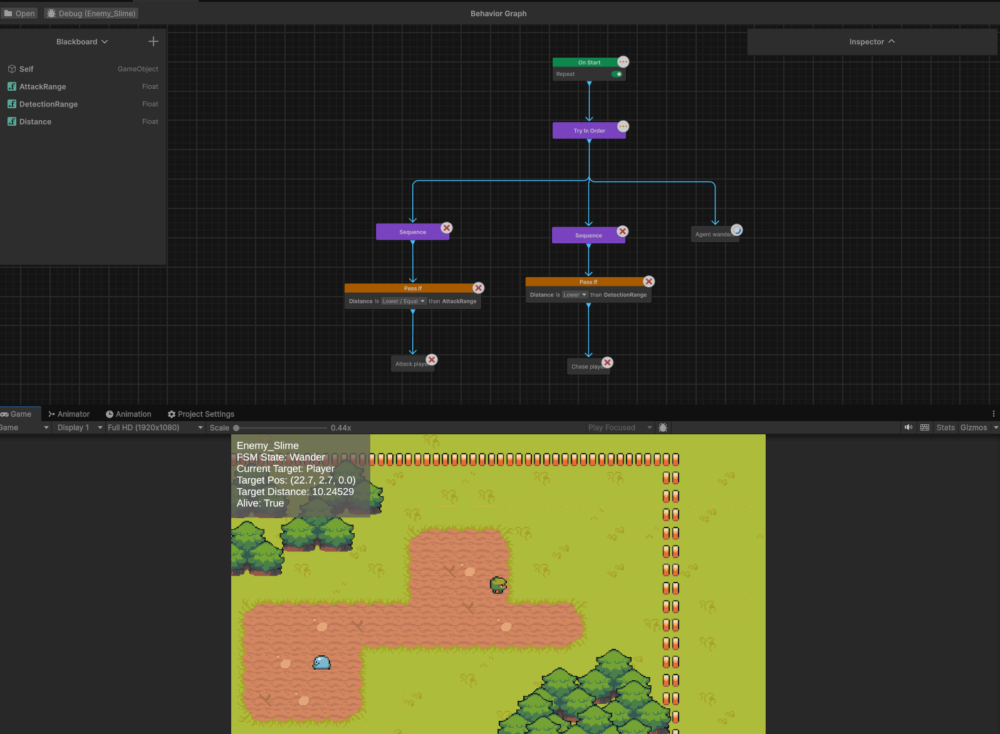 Open
Debug (Enemy_Slime)
Behavior Graph
Blackboard
Inspector
Self GameObject
AttackRange Float
DetectionRange Float
Distance Float
On Start
Repeat
Try In Order
Sequence
Sequence
Agent wanders
Pass If
Distance is Lower / Equal than AttackRange
Pass If
Distance is Lower than DetectionRange
Attack player
Chase player
Game
Animator
Animation
Project Settings
Game
Display 1
Full HD (1920x1080)
Scale 0.44x
Play Focused
Stats
Gizmos
Enemy_Slime
FSM State: Wander
Current Target: Player
Target Pos: (22.7, 2.7, 0.0)
Target Distance: 10.24529
Alive: True